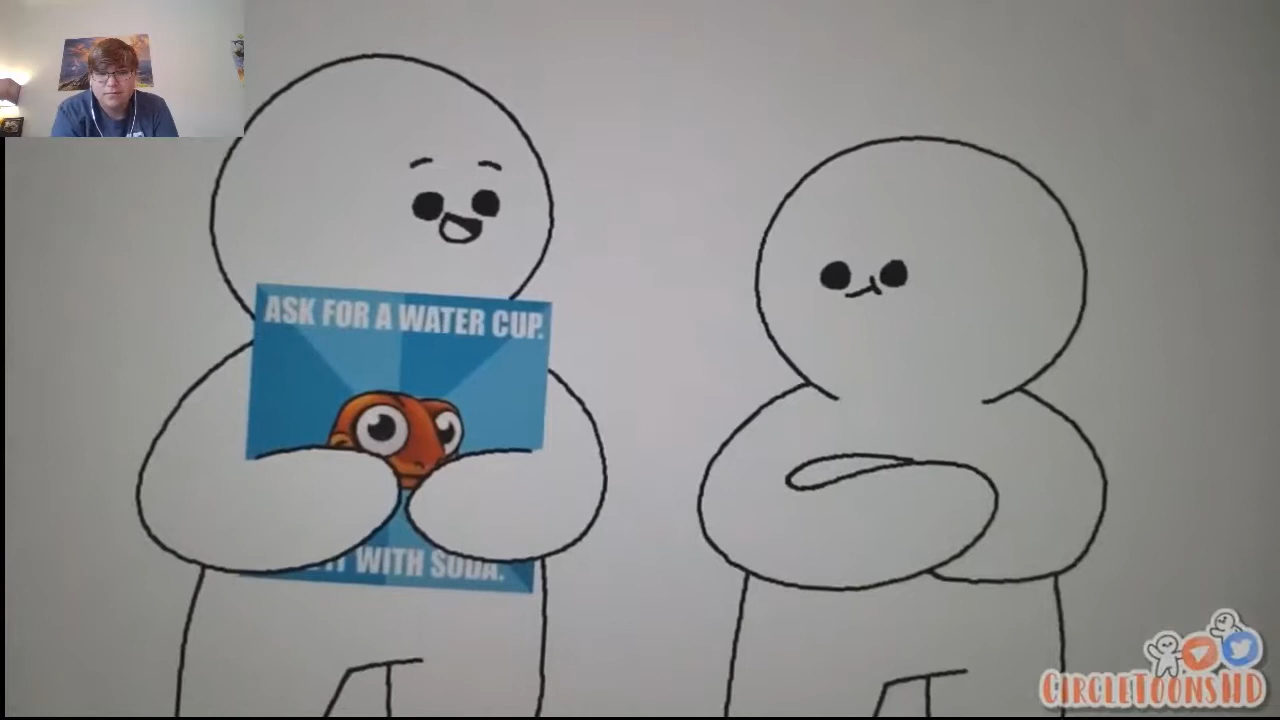 ASK FOR A WATER CUP.
WITH SODA.
CIRCLETOONSHD